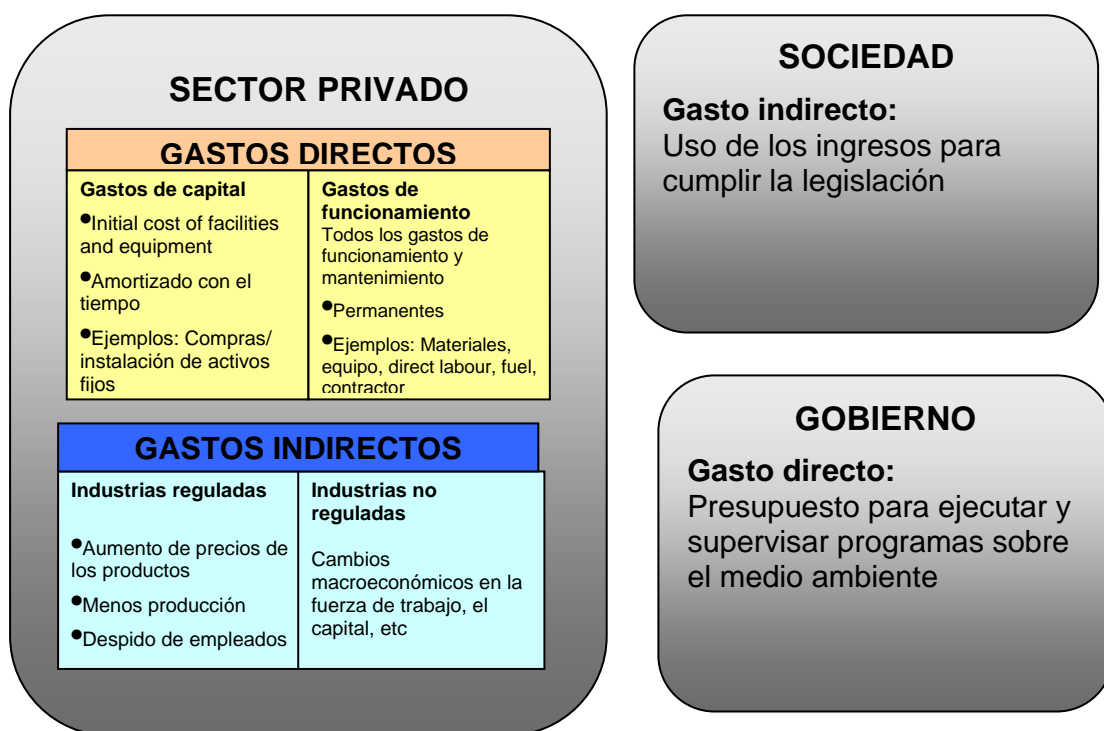 SECTOR PRIVADO
GASTOS DIRECTOS
Gastos de capital
●Initial cost of facilities
and equipment
●Amortizado con el
tiempo
●Ejemplos: Compras/
instalación de activos
fijos
Gastos de
funcionamiento
Todos los gastos de
funcionamiento y
mantenimiento
●Permanentes
●Ejemplos: Materiales,
equipo, direct labour, fuel,
contractor
GASTOS INDIRECTOS
Industrias reguladas
●Aumento de precios de
los productos
●Menos producción
●Despido de empleados
Industrias no
reguladas
Cambios
macroeconómicos en la
fuerza de trabajo, el
capital, etc
SOCIEDAD
Gasto indirecto:
Uso de los ingresos para
cumplir la legislación
GOBIERNO
Gasto directo:
Presupuesto para ejecutar y
supervisar programas sobre
el medio ambiente